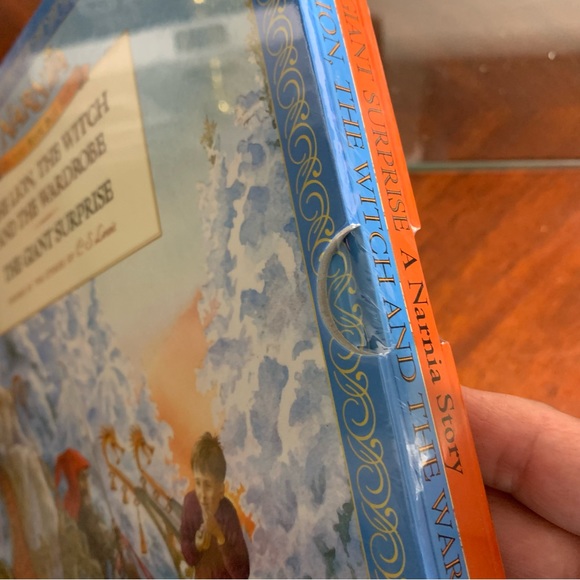 LION, THE WITCH
AND THE WARDROBE
THE GIANT SURPRISE
C·S·Lewis
ION, THE WITCH AND THE WAR
GIANT SURPRISE A Narnia Story